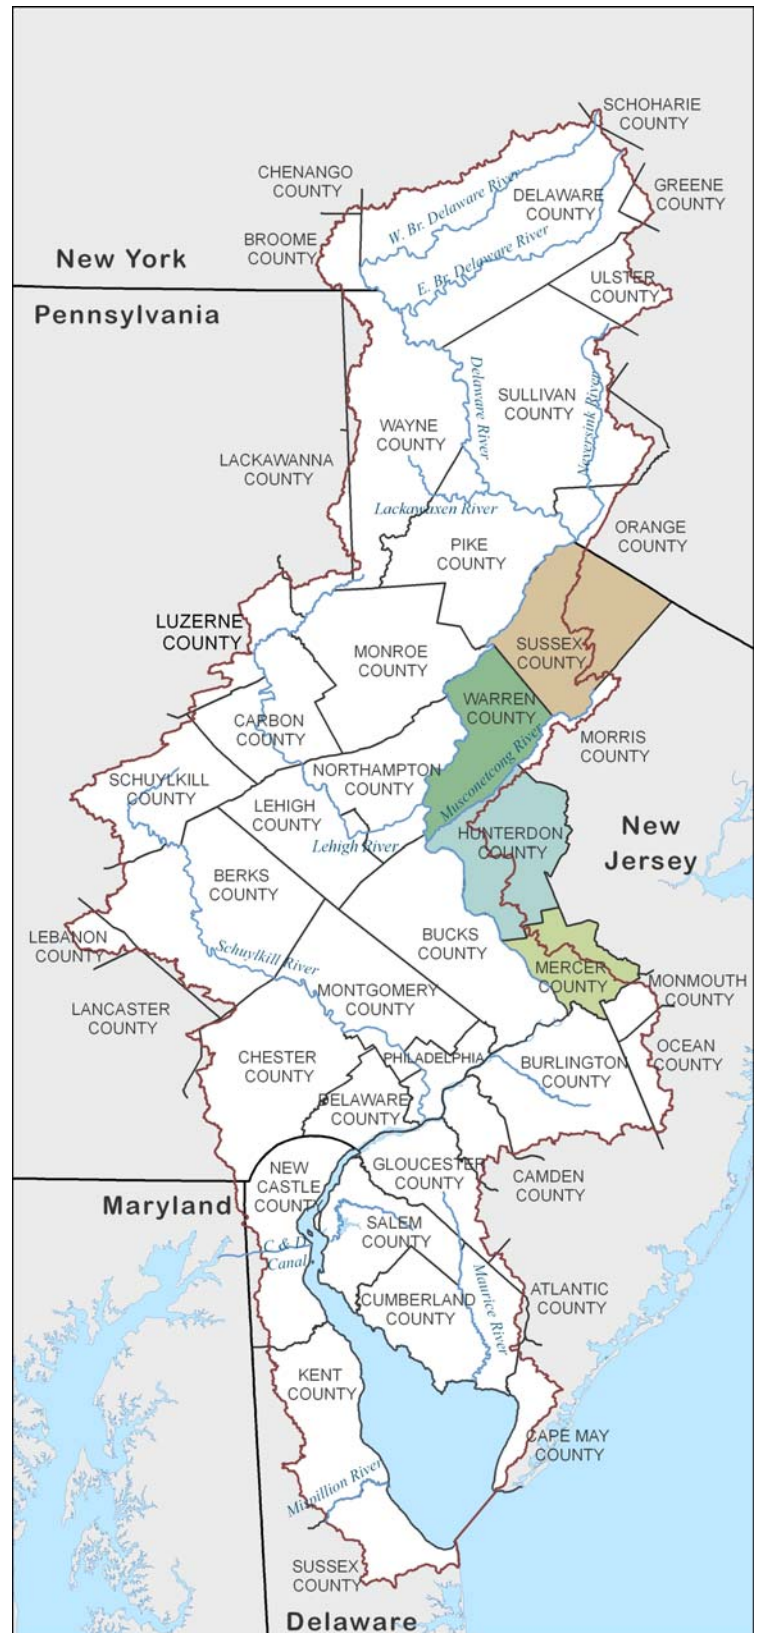 SCHOHARIE
COUNTY
CHENANGO
COUNTY
W. Br. Delaware River
DELAWARE
COUNTY
GREENE
COUNTY
BROOME
COUNTY
New York
E. Br. Delaware River
ULSTER
COUNTY
Pennsylvania
Delaware River
SULLIVAN
COUNTY
Neversink River
WAYNE
COUNTY
LACKAWANNA
COUNTY
Lackawaxen River
ORANGE
COUNTY
PIKE
COUNTY
LUZERNE
COUNTY
MONROE
COUNTY
SUSSEX
COUNTY
WARREN
COUNTY
CARBON
COUNTY
MORRIS
COUNTY
Musconetcong River
SCHUYLKILL
COUNTY
NORTHAMPTON
COUNTY
LEHIGH
COUNTY
Lehigh River
HUNTERDON
COUNTY
New
Jersey
BERKS
COUNTY
LEBANON
COUNTY
BUCKS
COUNTY
Schuylkill River
MERCER
COUNTY
MONMOUTH
COUNTY
MONTGOMERY
COUNTY
LANCASTER
COUNTY
CHESTER
COUNTY
PHILADELPHIA
BURLINGTON
COUNTY
OCEAN
COUNTY
DELAWARE
COUNTY
NEW
CASTLE
COUNTY
GLOUCESTER
COUNTY
CAMDEN
COUNTY
Maryland
SALEM
COUNTY
C & D
Canal
Maurice River
CUMBERLAND
COUNTY
ATLANTIC
COUNTY
KENT
COUNTY
CAPE MAY
COUNTY
Mispillion River
SUSSEX
COUNTY
Delaware